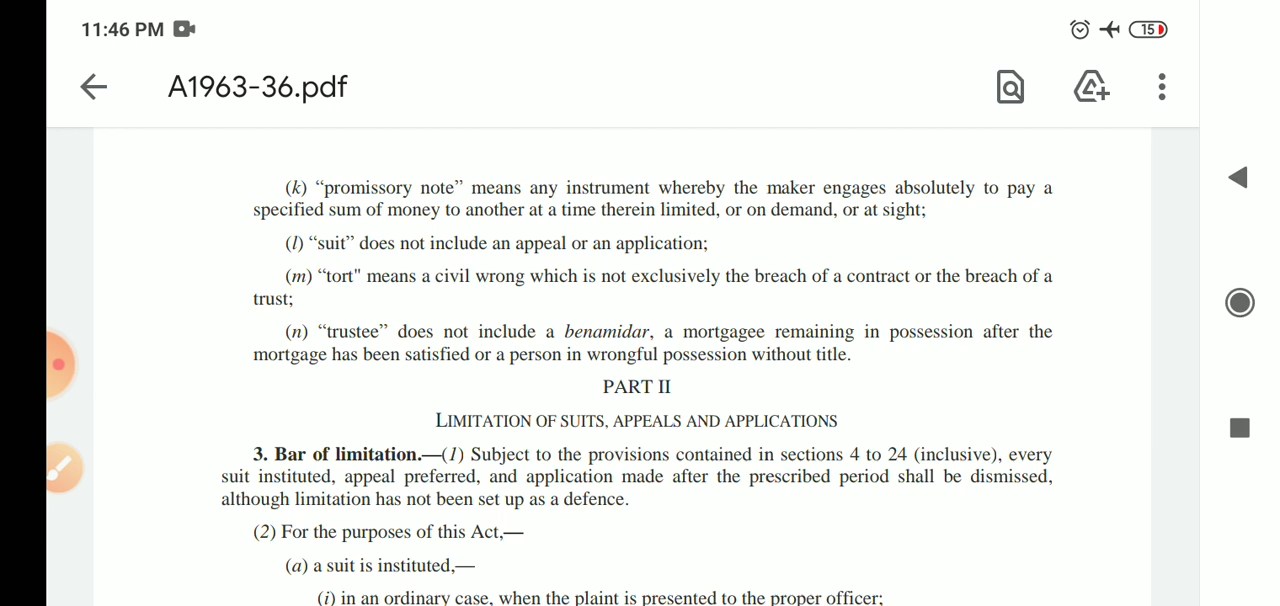 11:46 PM
15
A1963-36.pdf
(k) “promissory note” means any instrument whereby the maker engages absolutely to pay a
specified sum of money to another at a time therein limited, or on demand, or at sight;
(l) “suit” does not include an appeal or an application;
(m) “tort" means a civil wrong which is not exclusively the breach of a contract or the breach of a
trust;
(n) “trustee” does not include a benamidar, a mortgagee remaining in possession after the
mortgage has been satisfied or a person in wrongful possession without title.
PART II
LIMITATION OF SUITS, APPEALS AND APPLICATIONS
3. Bar of limitation.—(1) Subject to the provisions contained in sections 4 to 24 (inclusive), every
suit instituted, appeal preferred, and application made after the prescribed period shall be dismissed,
although limitation has not been set up as a defence.
(2) For the purposes of this Act,—
(a) a suit is instituted,—
(i) in an ordinary case, when the plaint is presented to the proper officer;